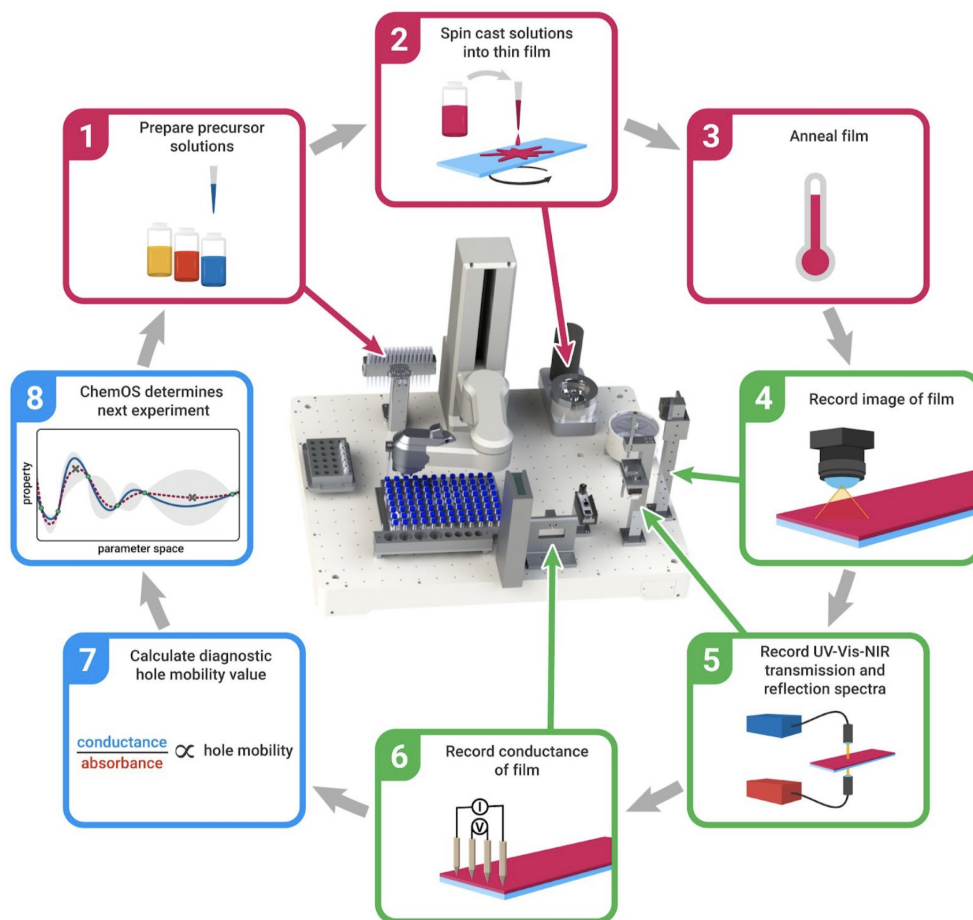 1
Prepare precursor
solutions
2
Spin cast solutions
into thin film
3
Anneal film
4
Record image of film
5
Record UV-Vis-NIR
transmission and
reflection spectra
6
Record conductance
of film
I
V
7
Calculate diagnostic
hole mobility value
conductance
absorbance
∝ hole mobility
8
ChemOS determines
next experiment
property
parameter space